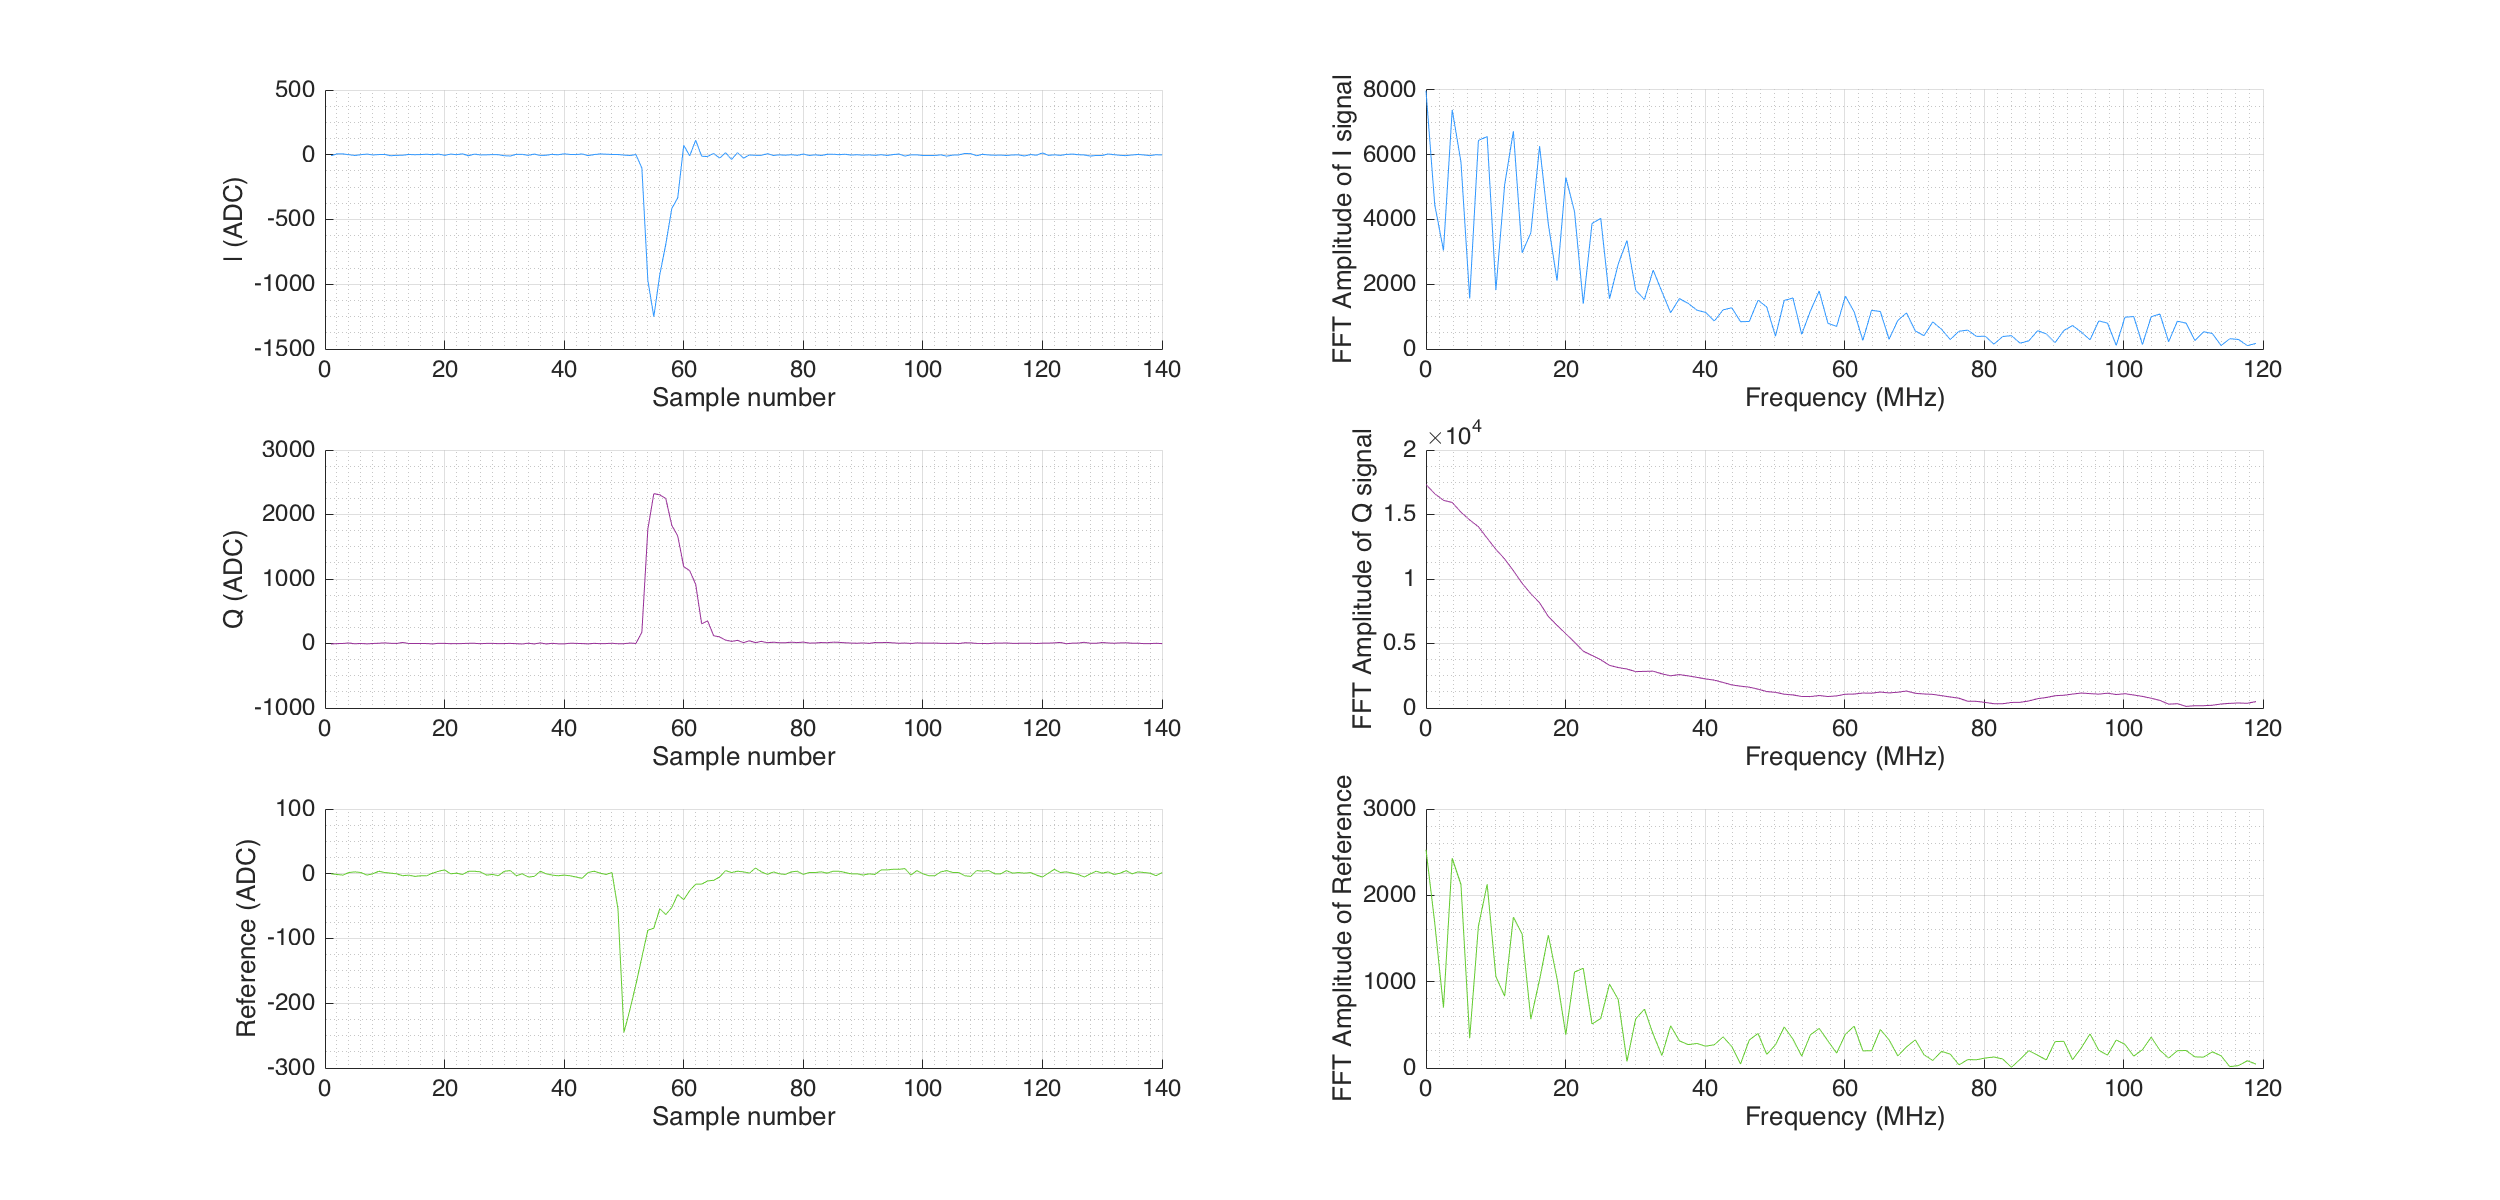 500
0
-500
-1000
-1500
I (ADC)
0 20 40 60 80 100 120 140
Sample number
8000
6000
4000
2000
0
FFT Amplitude of I signal
0 20 40 60 80 100 120
Frequency (MHz)
3000
2000
1000
0
-1000
Q (ADC)
0 20 40 60 80 100 120 140
Sample number
×10⁴
2
1.5
1
0.5
0
FFT Amplitude of Q signal
0 20 40 60 80 100 120
Frequency (MHz)
100
0
-100
-200
-300
Reference (ADC)
0 20 40 60 80 100 120 140
Sample number
3000
2000
1000
0
FFT Amplitude of Reference
0 20 40 60 80 100 120
Frequency (MHz)